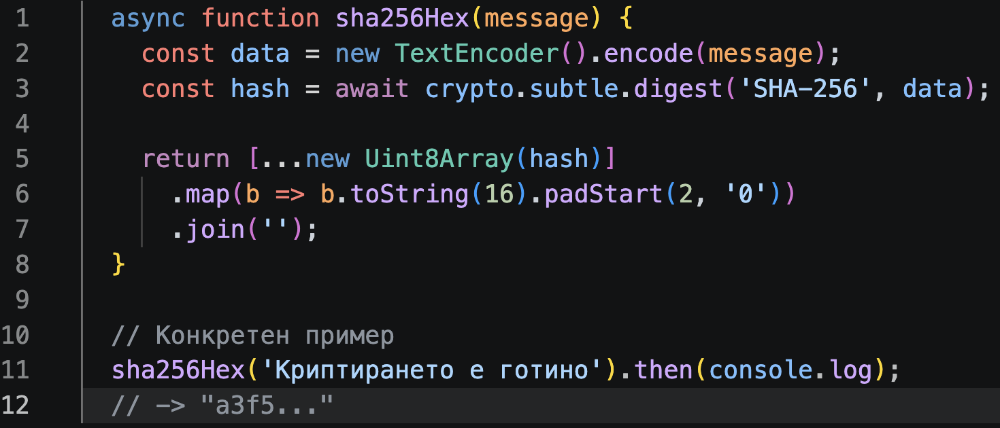 1 async function sha256Hex(message) {
2   const data = new TextEncoder().encode(message);
3   const hash = await crypto.subtle.digest('SHA-256', data);
4
5   return [...new Uint8Array(hash)]
6     .map(b => b.toString(16).padStart(2, '0'))
7     .join('');
8 }
9
10 // Конкретен пример
11 sha256Hex('Криптирането е готино').then(console.log);
12 // -> "a3f5..."